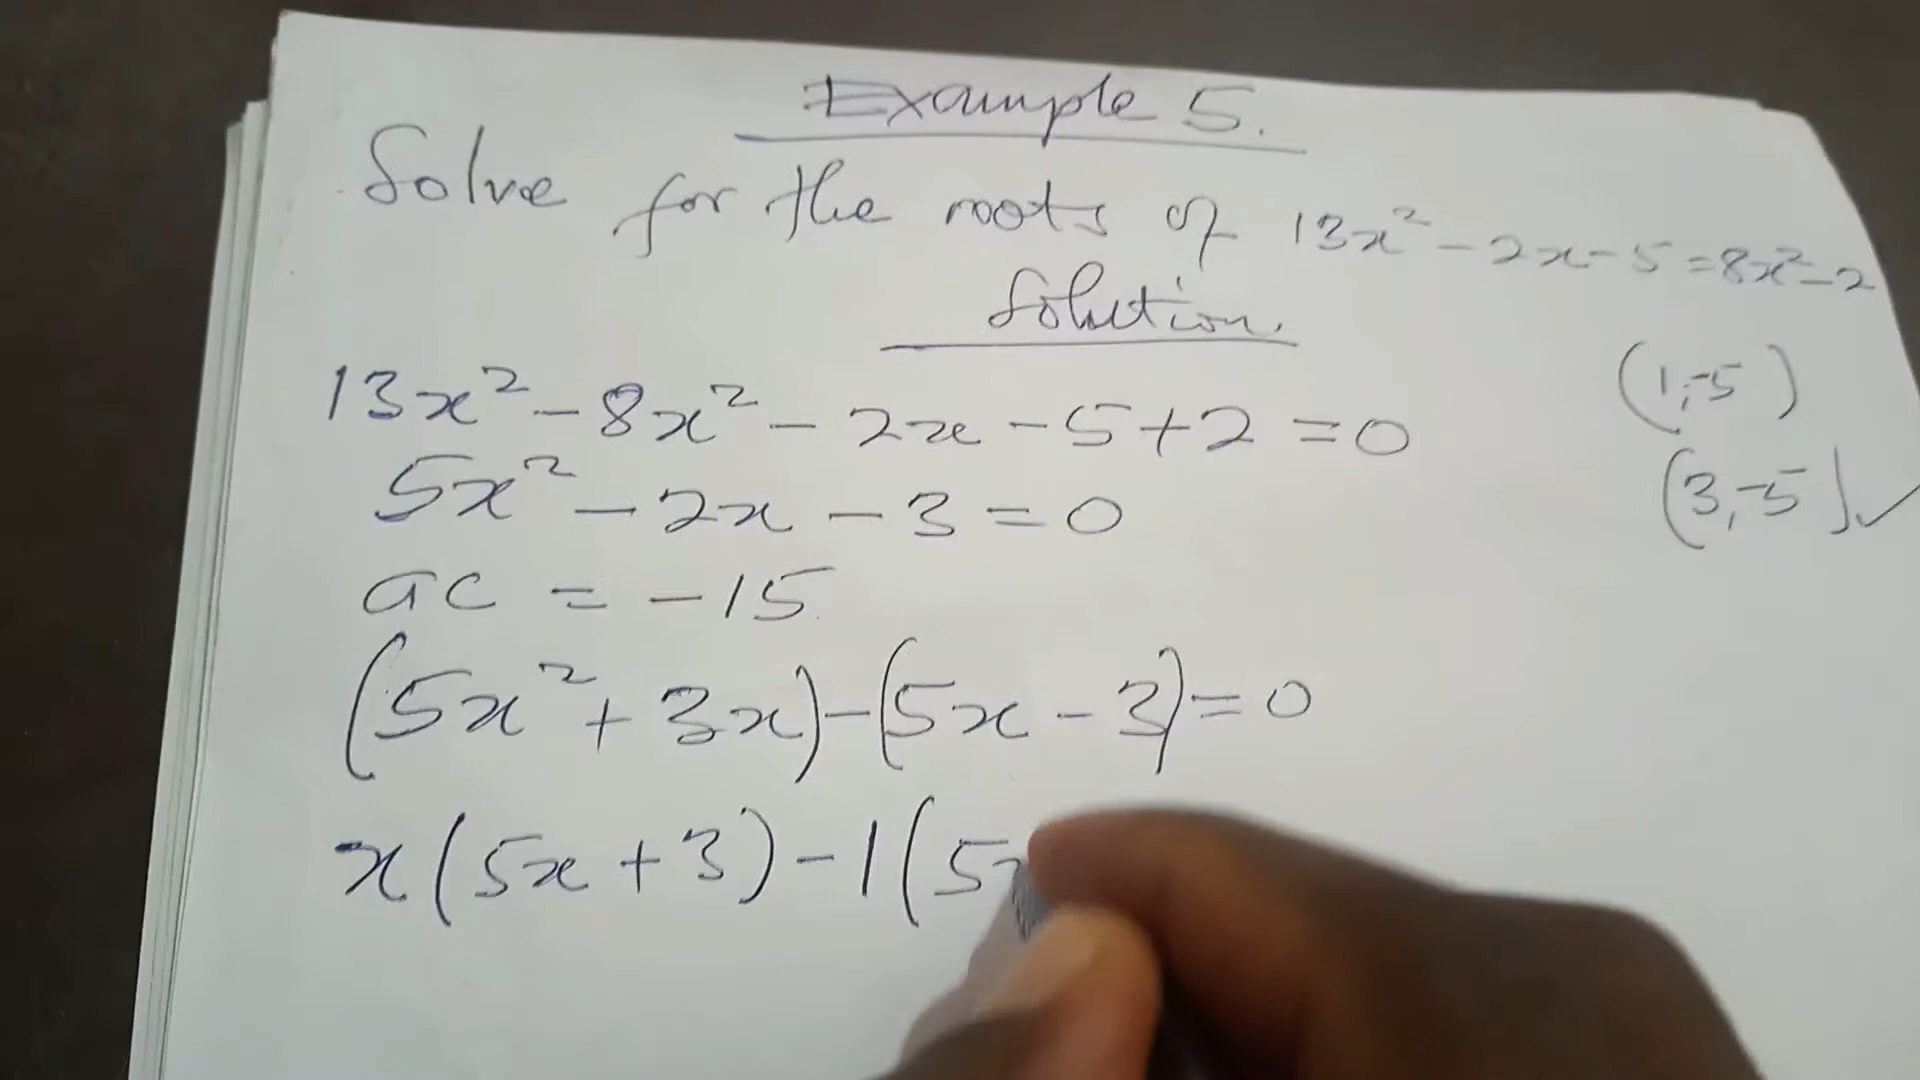 Example 5.
Solve for the roots of 13x² - 2x - 5 = 8x² - 2
Solution.
13x² - 8x² - 2x - 5 + 2 = 0
(1, -5)
5x² - 2x - 3 = 0
(3, -5) ✓
ac = -15
(5x² + 3x) - (5x - 3) = 0
x(5x + 3) - 1(5x